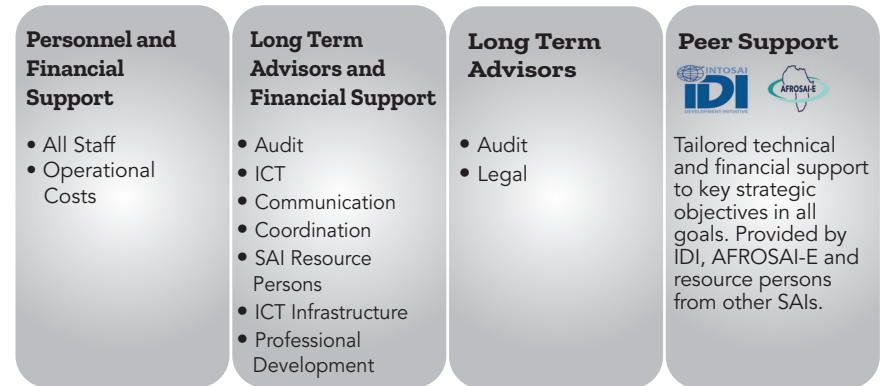 Personnel and
Financial
Support
• All Staff
• Operational
Costs
Long Term
Advisors and
Financial Support
• Audit
• ICT
• Communication
• Coordination
• SAI Resource
Persons
• ICT Infrastructure
• Professional
Development
Long Term
Advisors
• Audit
• Legal
Peer Support
INTOSAI
IDI
DEVELOPMENT INITIATIVE
AFROSAI-E
Tailored technical
and financial support
to key strategic
objectives in all
goals. Provided by
IDI, AFROSAI-E and
resource persons
from other SAIs.